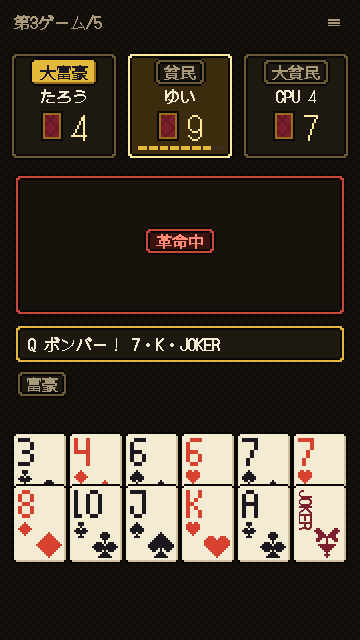 第3ゲーム/5
大富豪
たろう
4
貧民
ゆい
9
大貧民
CPU 4
7
革命中
Q ボンバー！ 7・K・JOKER
富豪
3 4 6 6 7 7
8 10 J K A JOKER